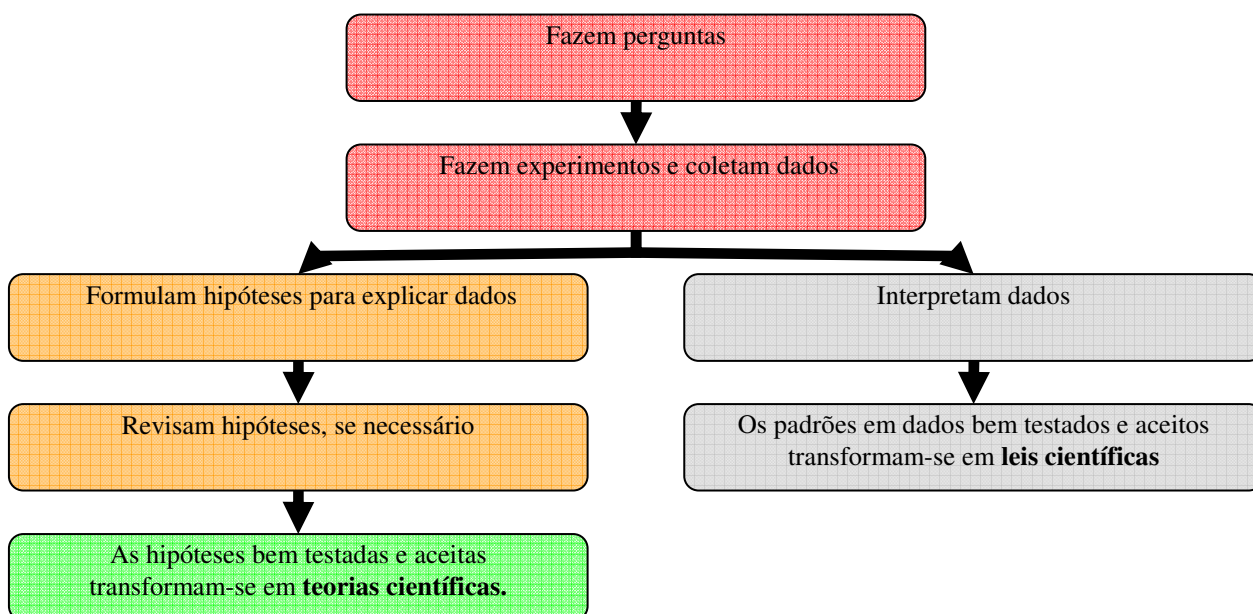 Fazem perguntas
Fazem experimentos e coletam dados
Formulam hipóteses para explicar dados
Interpretam dados
Revisam hipóteses, se necessário
Os padrões em dados bem testados e aceitos
transformam-se em leis científicas
As hipóteses bem testadas e aceitas
transformam-se em teorias científicas.